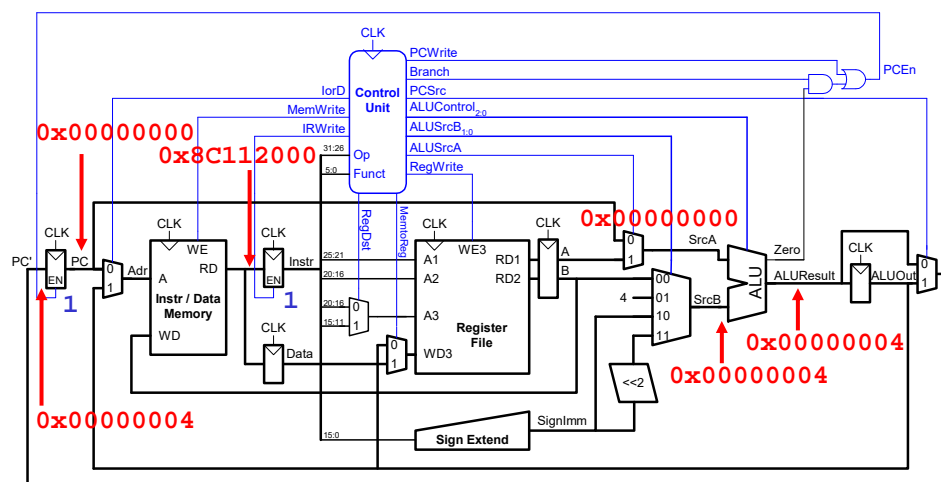 CLK
PCWrite
Branch
PCEn
IorD
Control
Unit
PCSrc
MemWrite
ALUControl2:0
IRWrite
ALUSrcB1:0
0x00000000
31:26
Op
ALUSrcA
0x8C112000
5:0
Funct
RegWrite
RegDst
MemtoReg
0x00000000
CLK
CLK
CLK
CLK
CLK
CLK
WE
WE3
0
SrcA
Zero
PC'
PC
0
Adr
A
RD
Instr
25:21
A1
RD1
A
1
EN
1
EN
20:16
A2
RD2
B
00
ALU
ALUResult
ALUOut
0
1
1
1
Instr / Data
Memory
4
01
SrcB
20:16
0
A3
10
15:11
1
Register
File
WD
CLK
Data
0
WD3
11
1
0x00000004
0x00000004
<<2
0x00000004
SignImm
15:0
Sign Extend